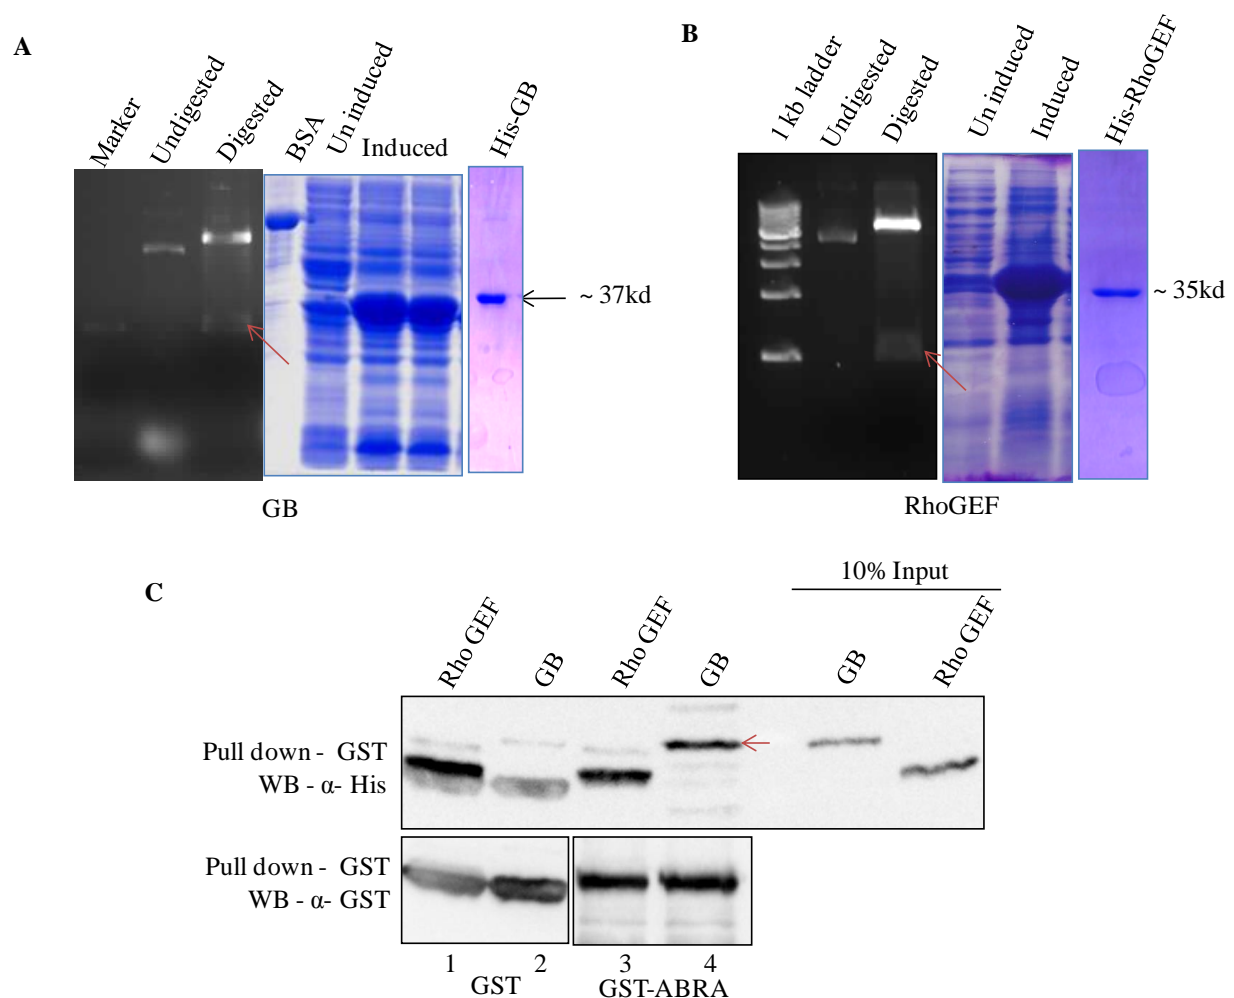 A
Marker
Undigested
Digested
BSA
Un induced
Induced
His-GB
~ 37kd
GB
B
1 kb ladder
Undigested
Digested
Un induced
Induced
His-RhoGEF
~ 35kd
RhoGEF
C
10% Input
Rho GEF
GB
Rho GEF
GB
GB
Rho GEF
Pull down - GST
WB - α- His
Pull down - GST
WB - α- GST
1 2 3 4
GST GST-ABRA